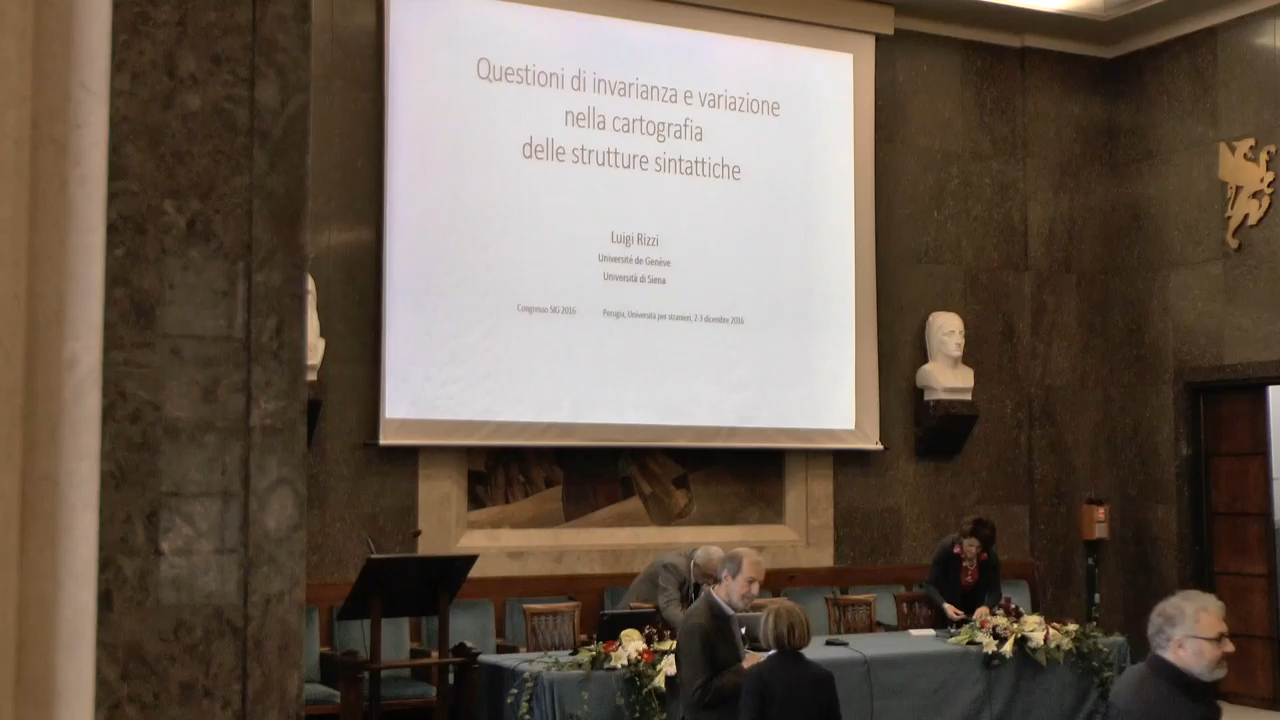 Questioni di invarianza e variazione
nella cartografia
delle strutture sintattiche
Luigi Rizzi
Université de Genève
Università di Siena
Congresso SIG 2016 Perugia, Università per stranieri, 2-3 dicembre 2016